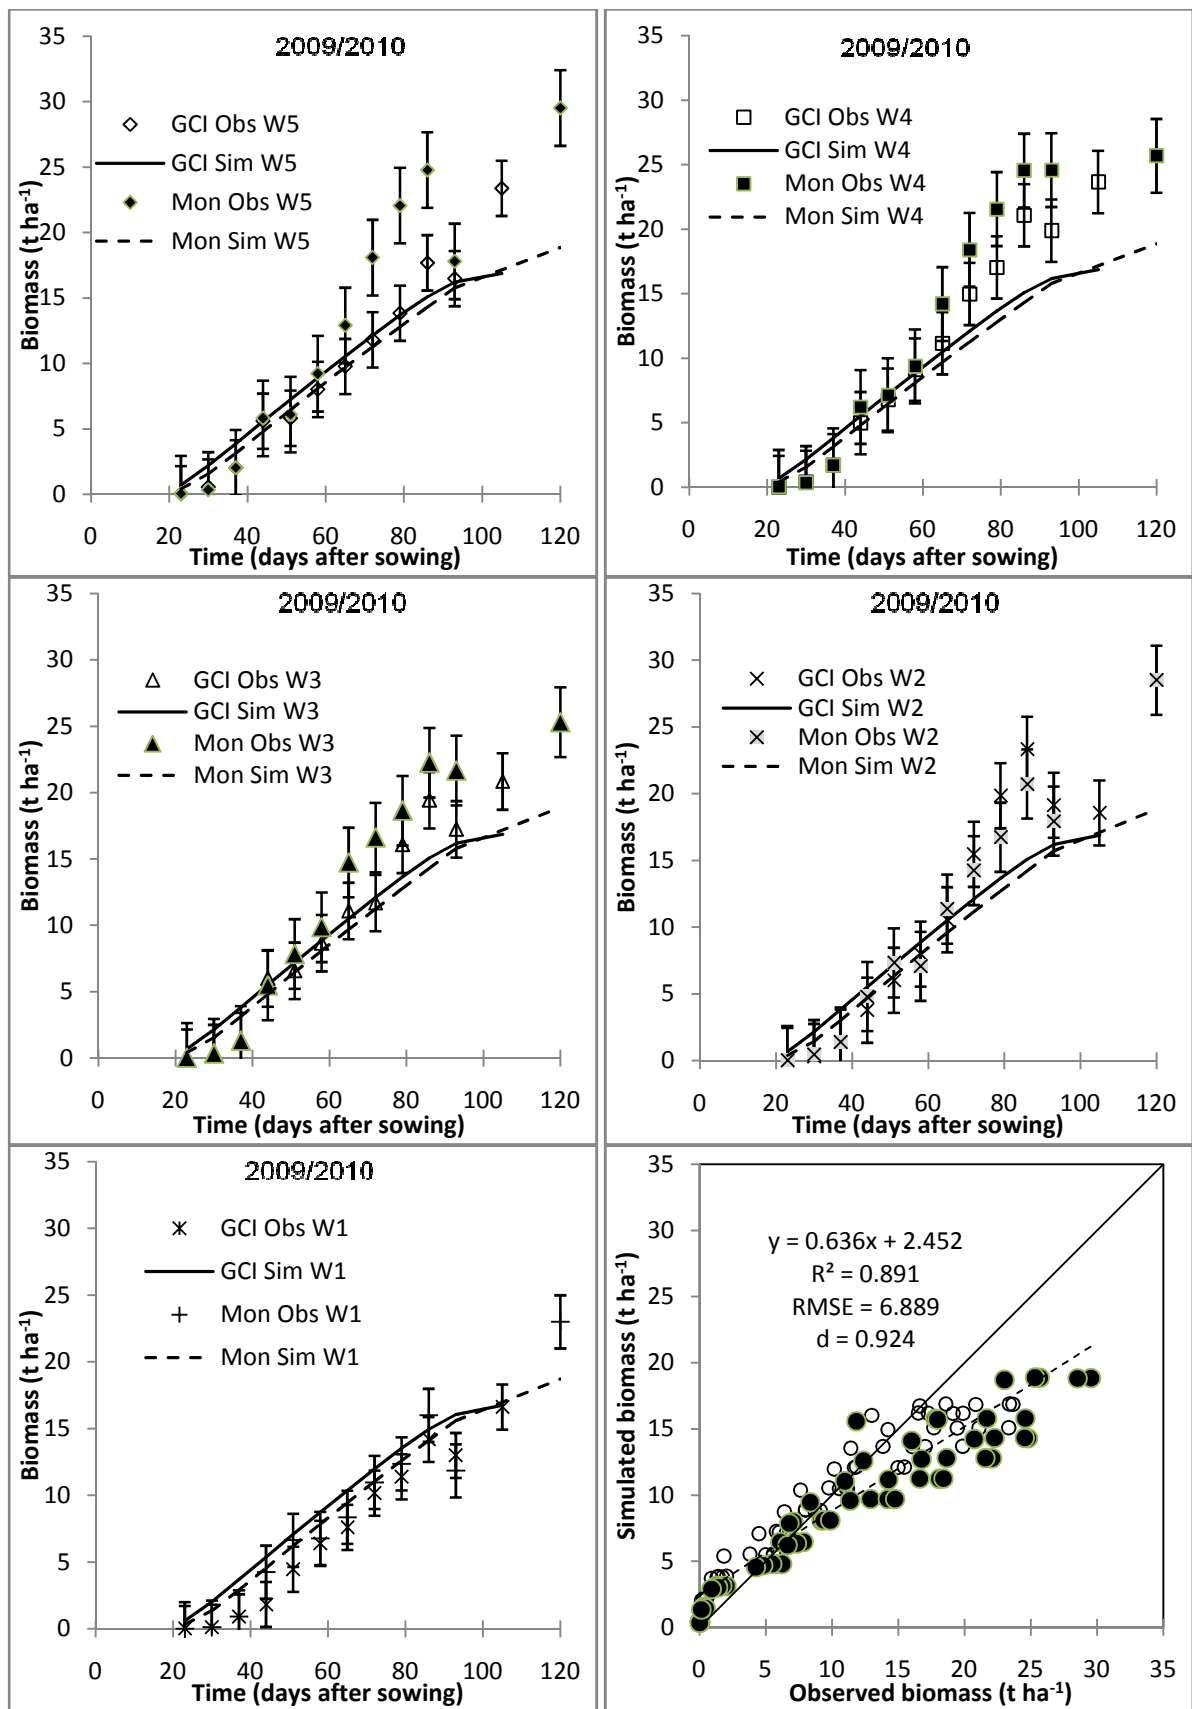 2009/2010
35
30
25
20
15
10
5
0
Biomass (t ha⁻¹)
GCI Obs W5
GCI Sim W5
Mon Obs W5
Mon Sim W5
0 20 40 60 80 100 120
Time (days after sowing)
2009/2010
35
30
25
20
15
10
5
0
Biomass (t ha⁻¹)
GCI Obs W4
GCI Sim W4
Mon Obs W4
Mon Sim W4
0 20 40 60 80 100 120
Time (days after sowing)
2009/2010
35
30
25
20
15
10
5
0
Biomass (t ha⁻¹)
GCI Obs W3
GCI Sim W3
Mon Obs W3
Mon Sim W3
0 20 40 60 80 100 120
Time (days after sowing)
2009/2010
35
30
25
20
15
10
5
0
Biomass (t ha⁻¹)
GCI Obs W2
GCI Sim W2
Mon Obs W2
Mon Sim W2
0 20 40 60 80 100 120
Time (days after sowing)
2009/2010
35
30
25
20
15
10
5
0
Biomass (t ha⁻¹)
GCI Obs W1
GCI Sim W1
Mon Obs W1
Mon Sim W1
0 20 40 60 80 100 120
Time (days after sowing)
35
30
25
20
15
10
5
0
Simulated biomass (t ha⁻¹)
y = 0.636x + 2.452
R² = 0.891
RMSE = 6.889
d = 0.924
0 5 10 15 20 25 30 35
Observed biomass (t ha⁻¹)